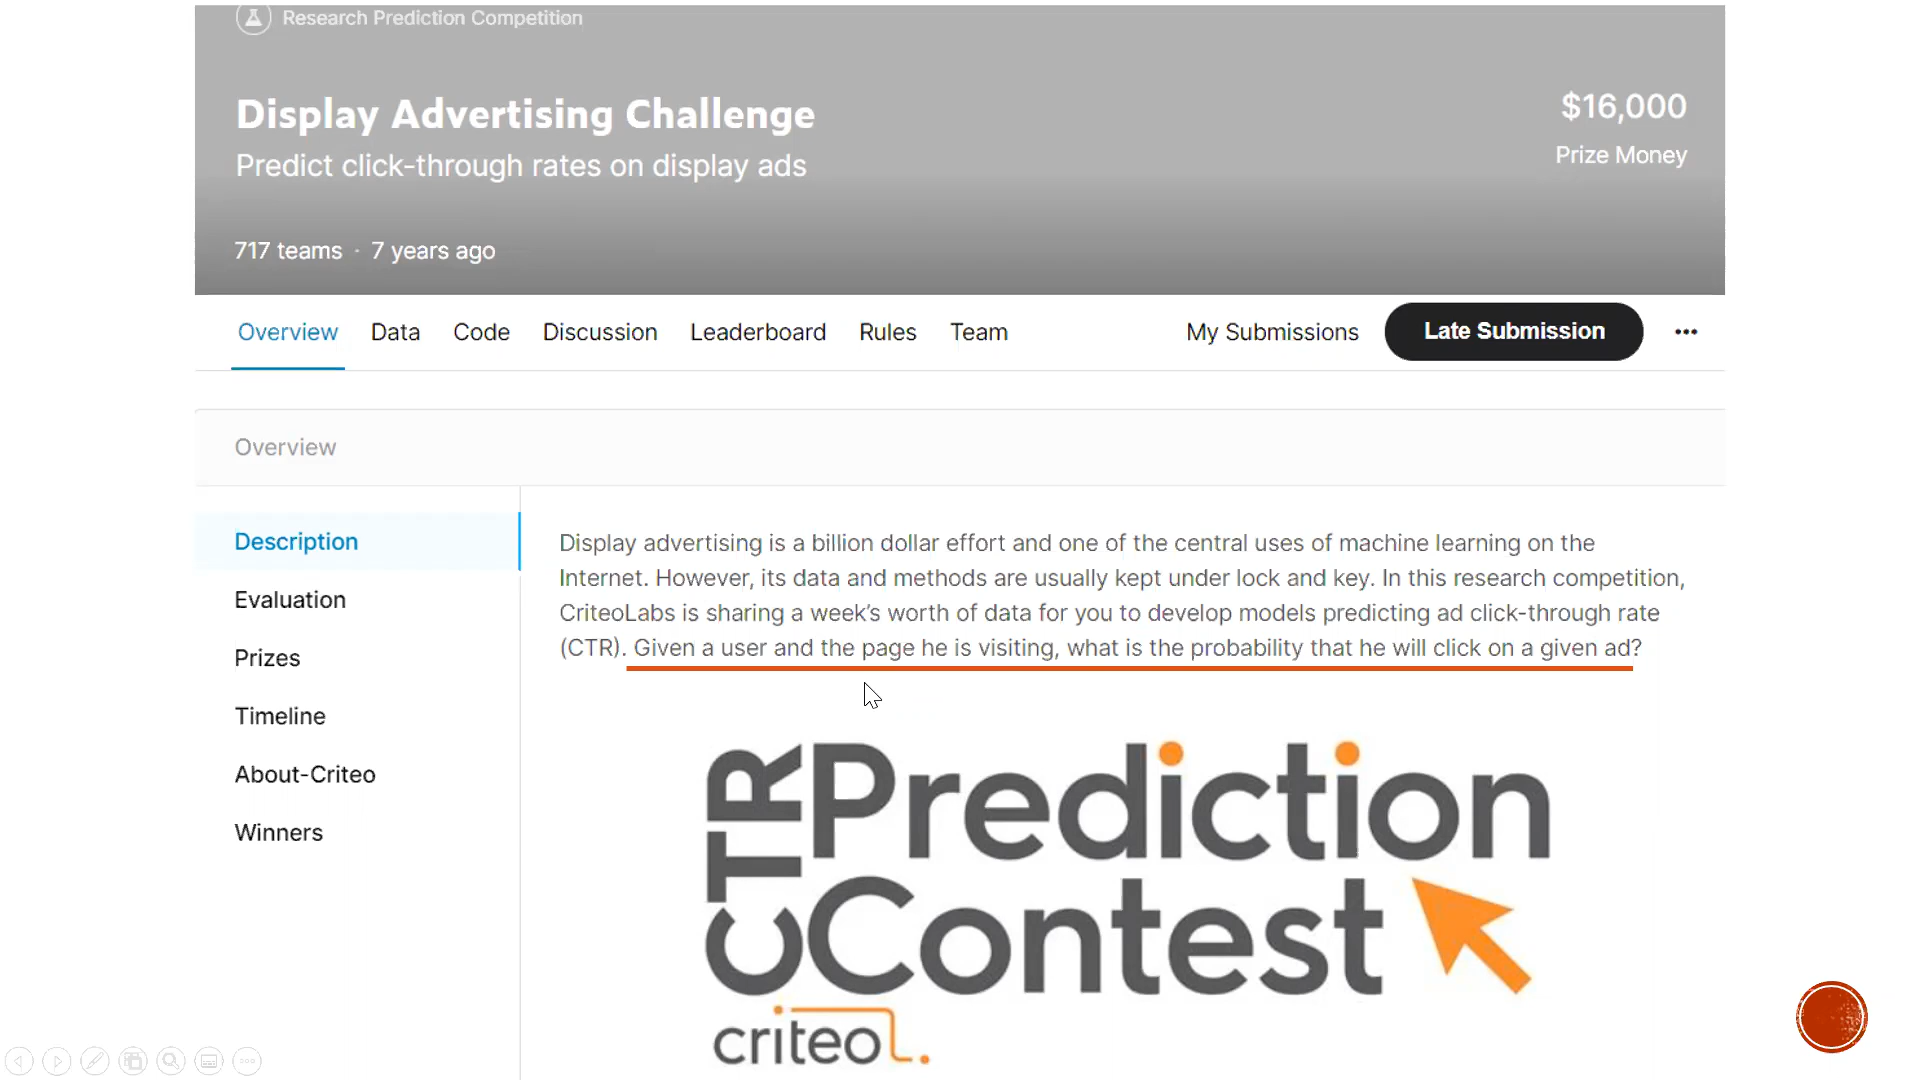 Research Prediction Competition
Display Advertising Challenge
Predict click-through rates on display ads
$16,000
Prize Money
717 teams · 7 years ago
Overview Data Code Discussion Leaderboard Rules Team My Submissions Late Submission
Overview
Description
Evaluation
Prizes
Timeline
About-Criteo
Winners
Display advertising is a billion dollar effort and one of the central uses of machine learning on the
Internet. However, its data and methods are usually kept under lock and key. In this research competition,
CriteoLabs is sharing a week’s worth of data for you to develop models predicting ad click-through rate
(CTR). Given a user and the page he is visiting, what is the probability that he will click on a given ad?
CTR
Prediction
Contest
criteo